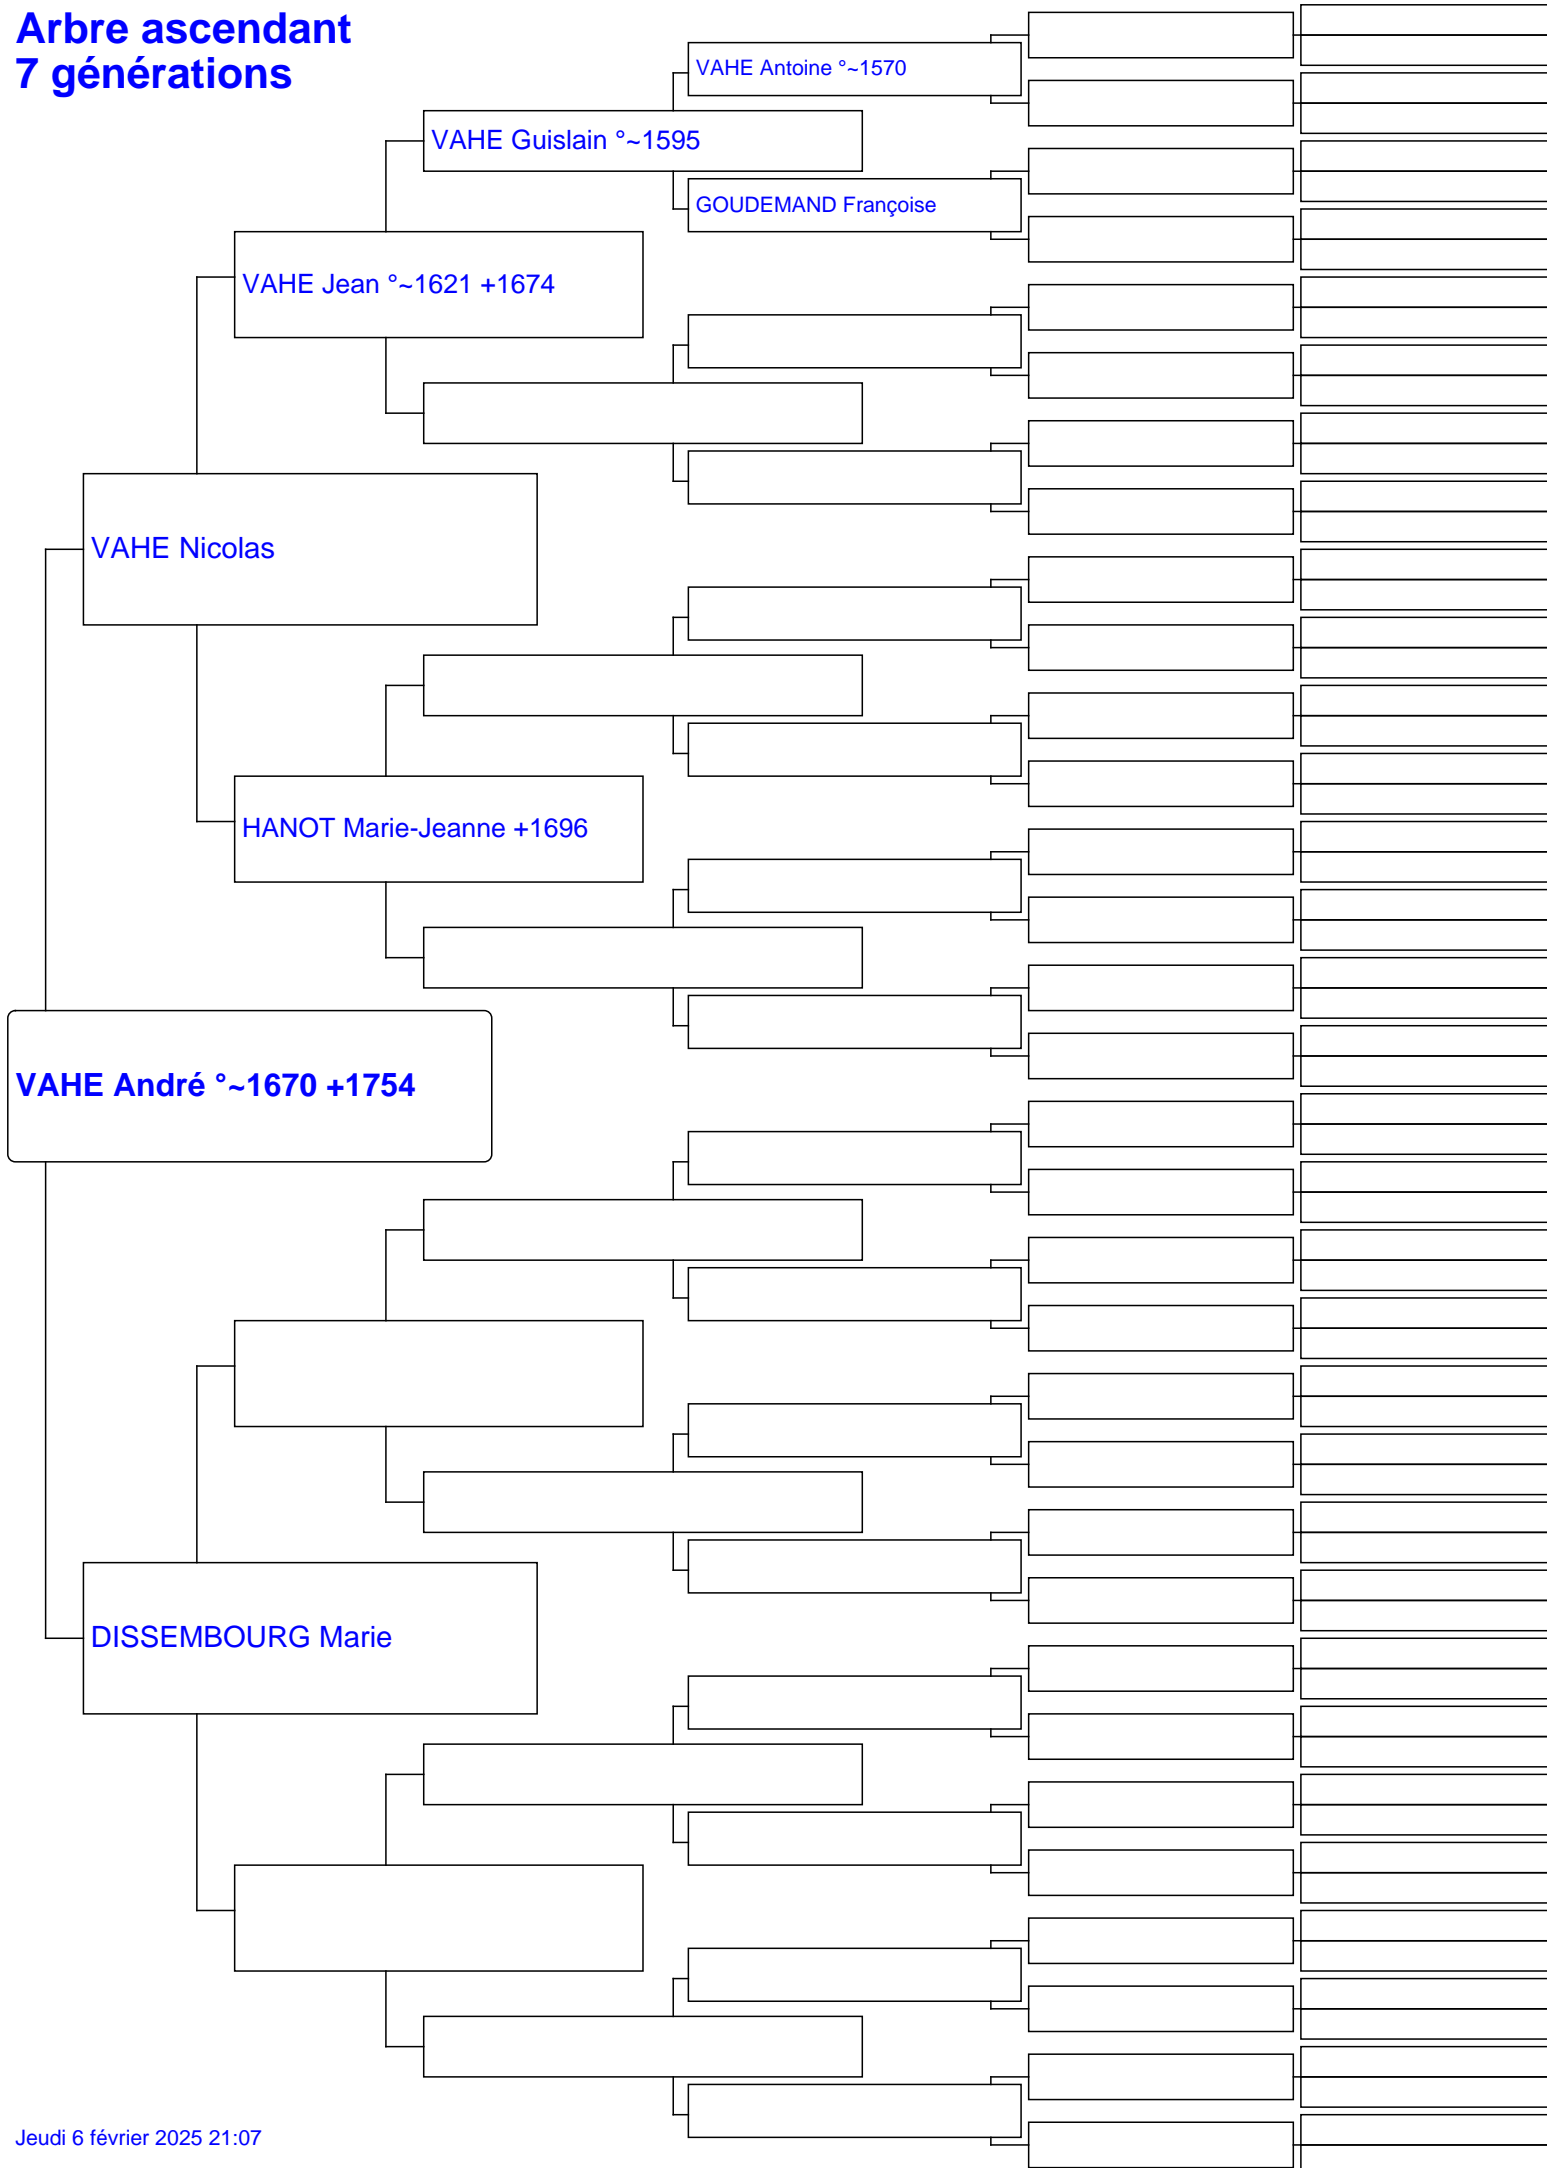 Arbre ascendant
7 générations
VAHE Antoine °~1570
VAHE Guislain °~1595
GOUDEMAND Françoise
VAHE Jean °~1621 +1674
VAHE Nicolas
HANOT Marie-Jeanne +1696
VAHE André °~1670 +1754
DISSEMBOURG Marie
Jeudi 6 février 2025 21:07